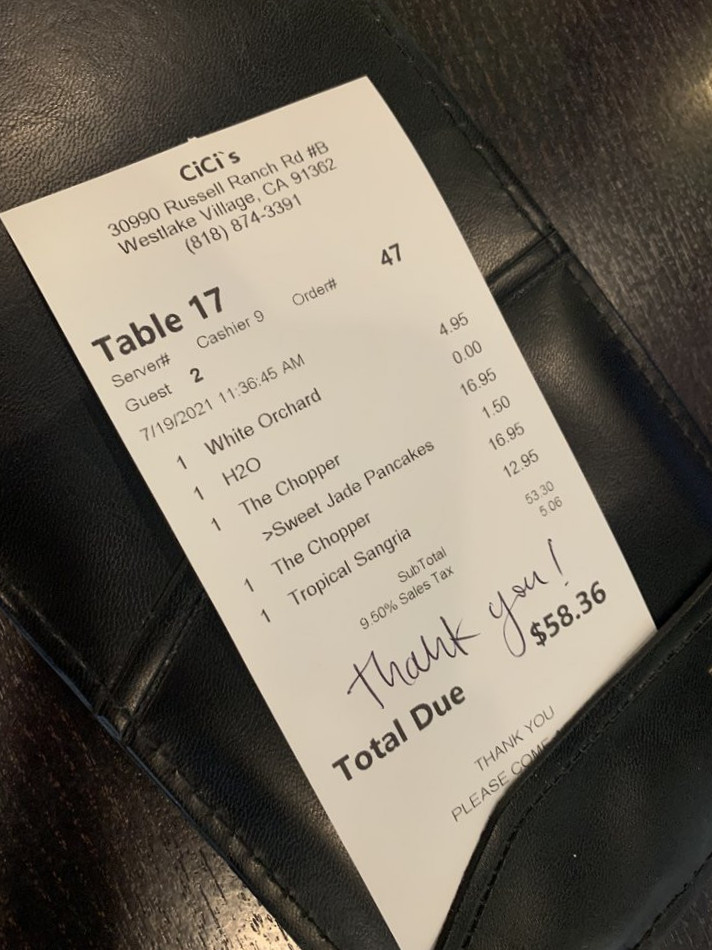 CiCi`s
30990 Russell Ranch Rd #B
Westlake Village, CA 91362
(818) 874-3391
Table 17
Server# Cashier 9 Order# 47
Guest 2
7/19/2021 11:36:45 AM
1 White Orchard 4.95
1 H2O 0.00
1 The Chopper 16.95
>Sweet Jade Pancakes 1.50
1 The Chopper 16.95
1 Tropical Sangria 12.95
SubTotal 53.30
9.50% Sales Tax 5.06
Thank you!
Total Due $58.36
THANK YOU
PLEASE COME